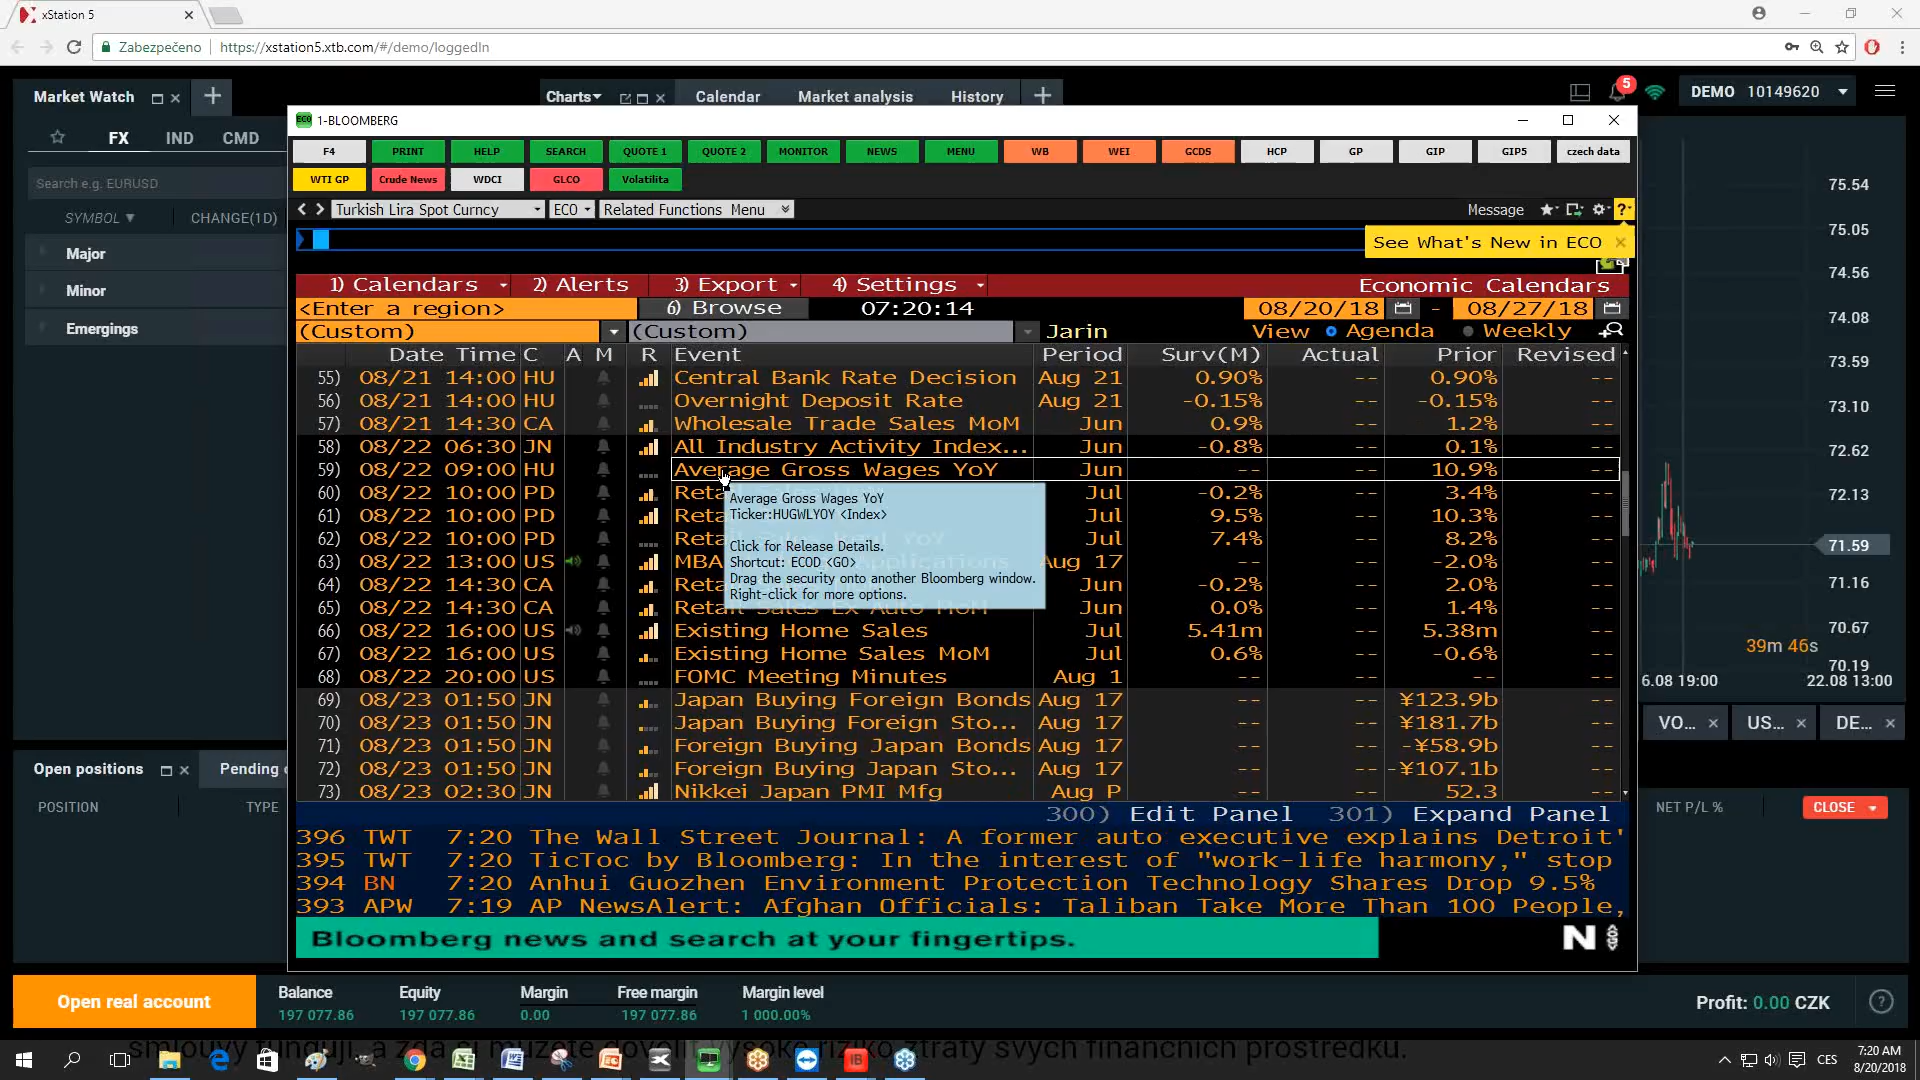 xStation 5
Zabezpečeno https://xstation5.xtb.com/#/demo/loggedIn
Market Watch
Charts Calendar Market analysis History
5 DEMO 10149620
1-BLOOMBERG
FX IND CMD
F4 PRINT HELP SEARCH QUOTE 1 QUOTE 2 MONITOR NEWS MENU WB WEI GCDS HCP GP GIP GIP5 czech data
WTI GP Crude News WDCI GLCO Volatilita
Search e.g. EURUSD
SYMBOL CHANGE(1D)
Major
Minor
Emergings
Turkish Lira Spot Curncy ECO Related Functions Menu Message
See What's New in ECO
1) Calendars 2) Alerts 3) Export 4) Settings Economic Calendars
<Enter a region> 6) Browse 07:20:14 08/20/18 - 08/27/18
(Custom) (Custom) Jarin View Agenda Weekly
Date Time C A M R Event Period Surv(M) Actual Prior Revised
55) 08/21 14:00 HU Central Bank Rate Decision Aug 21 0.90% -- 0.90% --
56) 08/21 14:00 HU Overnight Deposit Rate Aug 21 -0.15% -- -0.15% --
57) 08/21 14:30 CA Wholesale Trade Sales MoM Jun 0.9% -- 1.2% --
58) 08/22 06:30 JN All Industry Activity Index... Jun -0.8% -- 0.1% --
59) 08/22 09:00 HU Average Gross Wages YoY Jun -- -- 10.9% --
60) 08/22 10:00 PD Reta Jul -0.2% -- 3.4% --
61) 08/22 10:00 PD Reta Jul 9.5% -- 10.3% --
62) 08/22 10:00 PD Retail Sales Real YoY Jul 7.4% -- 8.2% --
63) 08/22 13:00 US MBA Applications Aug 17 -- -- -2.0% --
64) 08/22 14:30 CA Reta Jun -0.2% -- 2.0% --
65) 08/22 14:30 CA Retail Sales Ex Auto MoM Jun 0.0% -- 1.4% --
66) 08/22 16:00 US Existing Home Sales Jul 5.41m -- 5.38m --
67) 08/22 16:00 US Existing Home Sales MoM Jul 0.6% -- -0.6% --
68) 08/22 20:00 US FOMC Meeting Minutes Aug 1 -- -- -- --
69) 08/23 01:50 JN Japan Buying Foreign Bonds Aug 17 -- -- ¥123.9b --
70) 08/23 01:50 JN Japan Buying Foreign Sto... Aug 17 -- -- ¥181.7b --
71) 08/23 01:50 JN Foreign Buying Japan Bonds Aug 17 -- -- -¥58.9b --
72) 08/23 01:50 JN Foreign Buying Japan Sto... Aug 17 -- -- -¥107.1b --
73) 08/23 02:30 JN Nikkei Japan PMI Mfg Aug P -- -- 52.3 --
Average Gross Wages YoY
Ticker:HUGWLYOY <Index>
Click for Release Details.
Shortcut: ECOD <GO>
Drag the security onto another Bloomberg window.
Right-click for more options.
300) Edit Panel 301) Expand Panel
396 TWT 7:20 The Wall Street Journal: A former auto executive explains Detroit'
395 TWT 7:20 TicToc by Bloomberg: In the interest of "work-life harmony," stop
394 BN 7:20 Anhui Guozhen Environment Protection Technology Shares Drop 9.5%
393 APW 7:19 AP NewsAlert: Afghan Officials: Taliban Take More Than 100 People,
Bloomberg news and search at your fingertips.
N
75.54
75.05
74.56
74.08
73.59
73.10
72.62
72.13
71.59
71.16
70.67
39m 46s
70.19
6.08 19:00 22.08 13:00
VO... US... DE...
Open positions Pending
POSITION TYPE NET P/L % CLOSE
Open real account
Balance Equity Margin Free margin Margin level
197 077.86 197 077.86 0.00 197 077.86 1 000.00%
Profit: 0.00 CZK
ztráty svých finančních prostředků.
CES
7:20 AM
8/20/2018